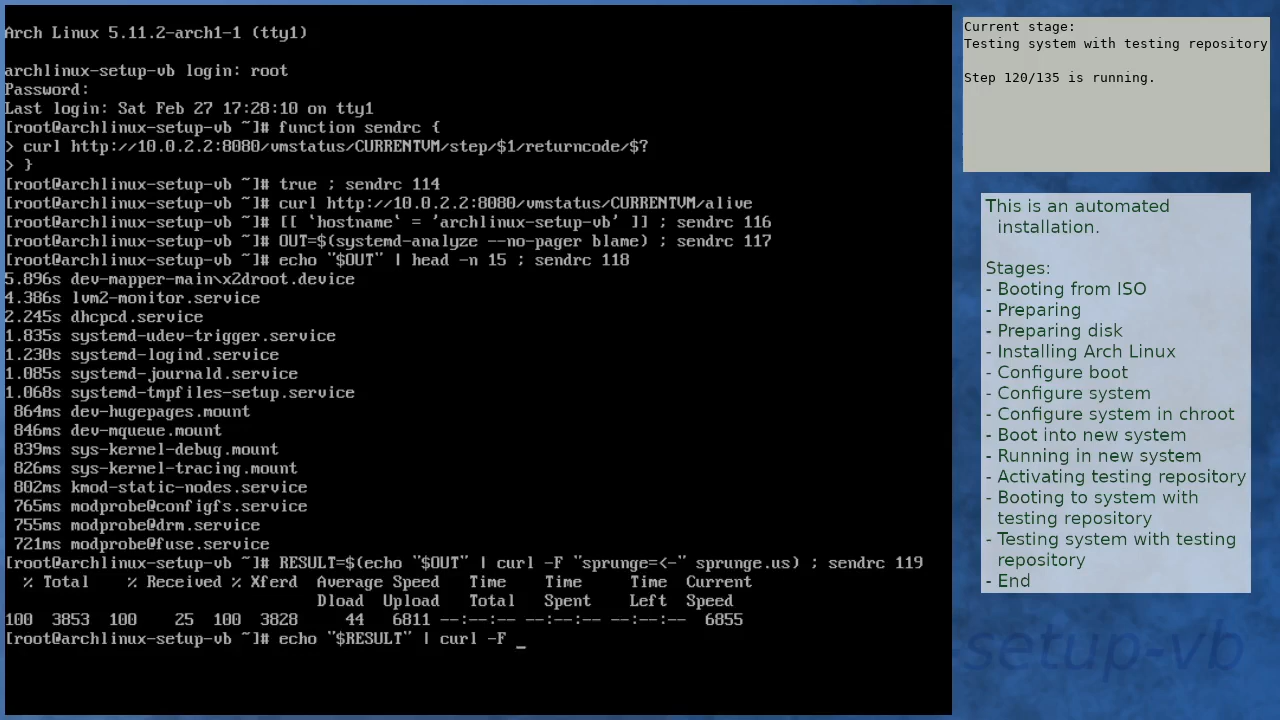 Arch Linux 5.11.2-arch1-1 (tty1)
archlinux-setup-vb login: root
Password:
Last login: Sat Feb 27 17:28:10 on tty1
[root@archlinux-setup-vb ~]# function sendrc {
> curl http://10.0.2.2:8080/vmstatus/CURRENTVM/step/$1/returncode/$?
> }
[root@archlinux-setup-vb ~]# true ; sendrc 114
[root@archlinux-setup-vb ~]# curl http://10.0.2.2:8080/vmstatus/CURRENTVM/alive
[root@archlinux-setup-vb ~]# [[ `hostname` = 'archlinux-setup-vb' ]] ; sendrc 116
[root@archlinux-setup-vb ~]# OUT=$(systemd-analyze --no-pager blame) ; sendrc 117
[root@archlinux-setup-vb ~]# echo "$OUT" | head -n 15 ; sendrc 118
5.896s dev-mapper-main\x2droot.device
4.386s lvm2-monitor.service
2.245s dhcpcd.service
1.835s systemd-udev-trigger.service
1.230s systemd-logind.service
1.085s systemd-journald.service
1.068s systemd-tmpfiles-setup.service
864ms dev-hugepages.mount
846ms dev-mqueue.mount
839ms sys-kernel-debug.mount
826ms sys-kernel-tracing.mount
802ms kmod-static-nodes.service
765ms modprobe@configfs.service
755ms modprobe@drm.service
721ms modprobe@fuse.service
[root@archlinux-setup-vb ~]# RESULT=$(echo "$OUT" | curl -F "sprunge=<-" sprunge.us) ; sendrc 119
% Total % Received % Xferd Average Speed Time Time Time Current
Dload Upload Total Spent Left Speed
100 3853 100 25 100 3828 44 6811 --:--:-- --:--:-- --:--:-- 6855
[root@archlinux-setup-vb ~]# echo "$RESULT" | curl -F _
Current stage:
Testing system with testing repository
Step 120/135 is running.
This is an automated
installation.
Stages:
- Booting from ISO
- Preparing
- Preparing disk
- Installing Arch Linux
- Configure boot
- Configure system
- Configure system in chroot
- Boot into new system
- Running in new system
- Activating testing repository
- Booting to system with
testing repository
- Testing system with testing
repository
- End
-setup-vb